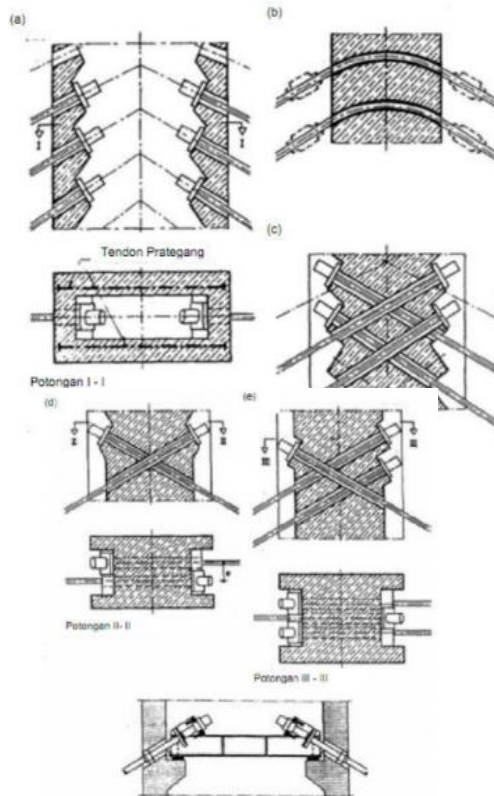 (a)
(b)
I
I
Tendon Prategang
(c)
Potongan I - I
(d)
(e)
II
II
III
III
e
Potongan II- II
Potongan III - III